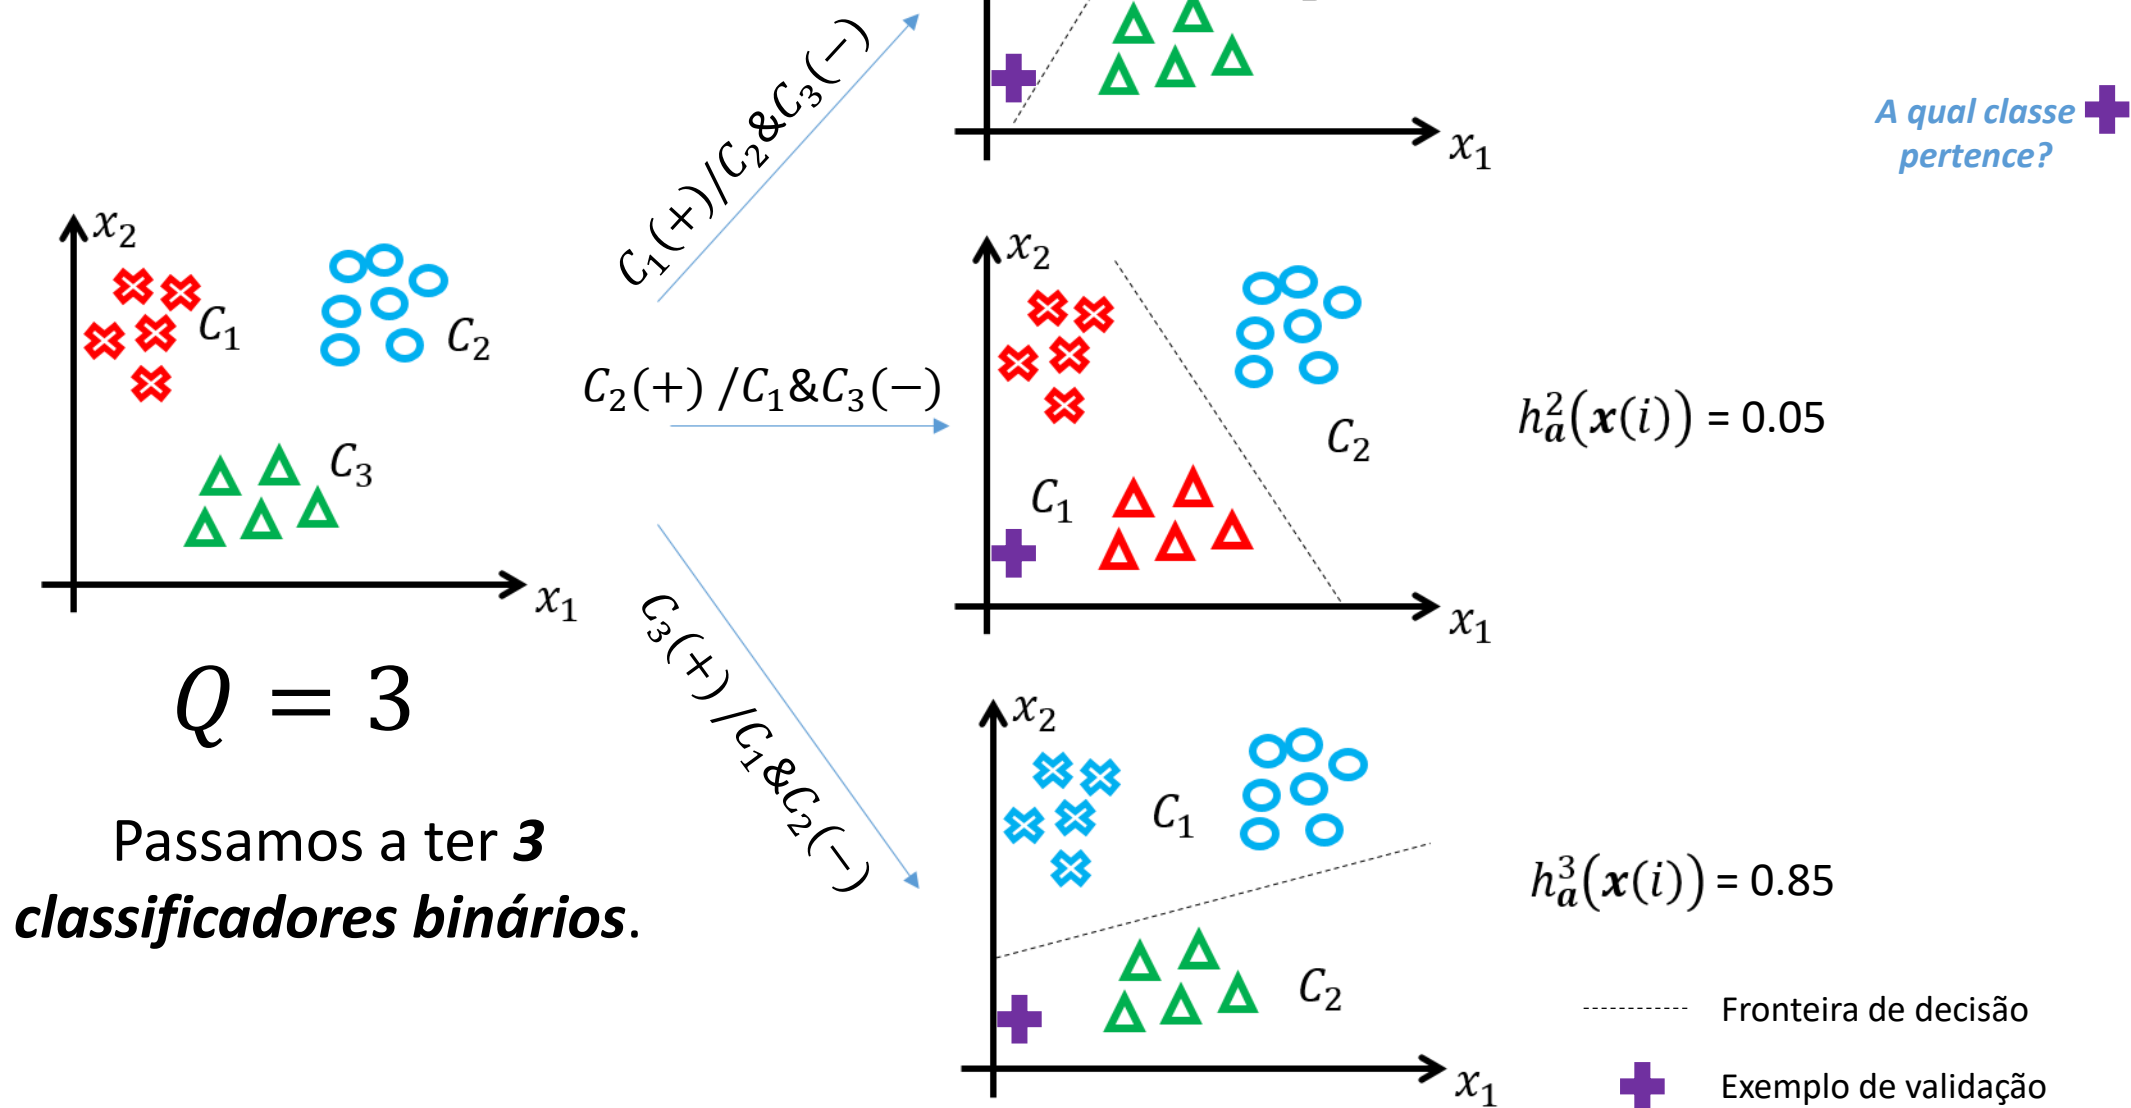 C₁(+)/C₂&C₃(−)
x₁
A qual classe
pertence?
x₂
C₁
C₂
C₃
x₁
Q = 3
Passamos a ter 3
classificadores binários.
C₂(+) /C₁&C₃(−)
x₂
C₂
C₁
x₁
h²ₐ(x(i)) = 0.05
C₃(+) /C₁&C₂(−)
x₂
C₁
C₂
x₁
h³ₐ(x(i)) = 0.85
Fronteira de decisão
Exemplo de validação